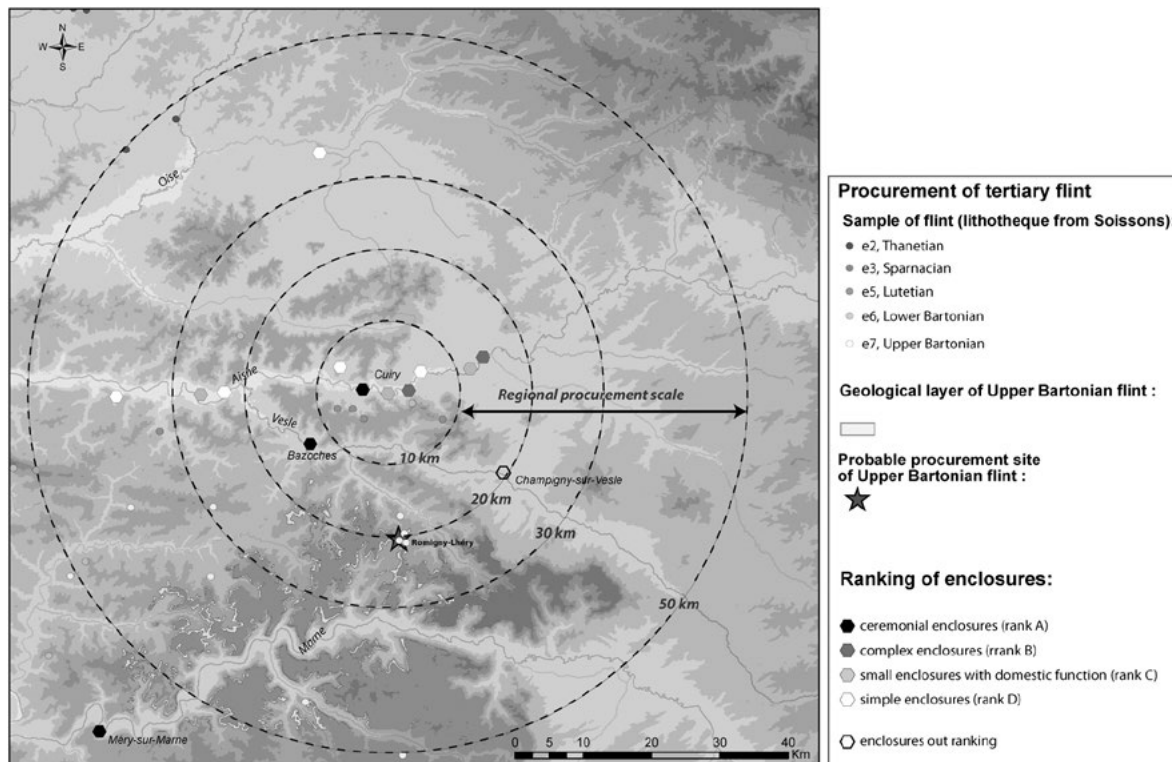 N
W E
S
Oise
Aisne
Cuiry
Regional procurement scale
Vesle
Bazoches
10 km
Champigny-sur-Vesle
20 km
30 km
Romigny-Lhéry
50 km
Marne
Méry-sur-Marne
0 5 10 20 30 40
Km
Procurement of tertiary flint
Sample of flint (lithotheque from Soissons):
e2, Thanetian
e3, Sparnacian
e5, Lutetian
e6, Lower Bartonian
e7, Upper Bartonian
Geological layer of Upper Bartonian flint :
Probable procurement site
of Upper Bartonian flint :
Ranking of enclosures:
ceremonial enclosures (rank A)
complex enclosures (rrank B)
small enclosures with domestic function (rank C)
simple enclosures (rank D)
enclosures out ranking